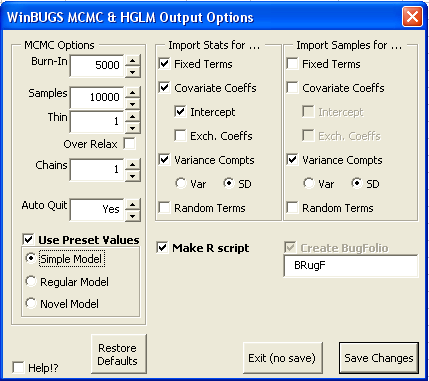 WinBUGS MCMC & HGLM Output Options
MCMC Options
Burn-In 5000
Samples 10000
Thin 1
Over Relax
Chains 1
Auto Quit Yes
Use Preset Values
Simple Model
Regular Model
Novel Model
Import Stats for ...
Fixed Terms
Covariate Coeffs
Intercept
Exch. Coeffs
Variance Compts
Var SD
Random Terms
Import Samples for ...
Fixed Terms
Covariate Coeffs
Intercept
Exch. Coeffs
Variance Compts
Var SD
Random Terms
Make R script
Create BugFolio
BRugF
Help!?
Restore
Defaults
Exit (no save)
Save Changes